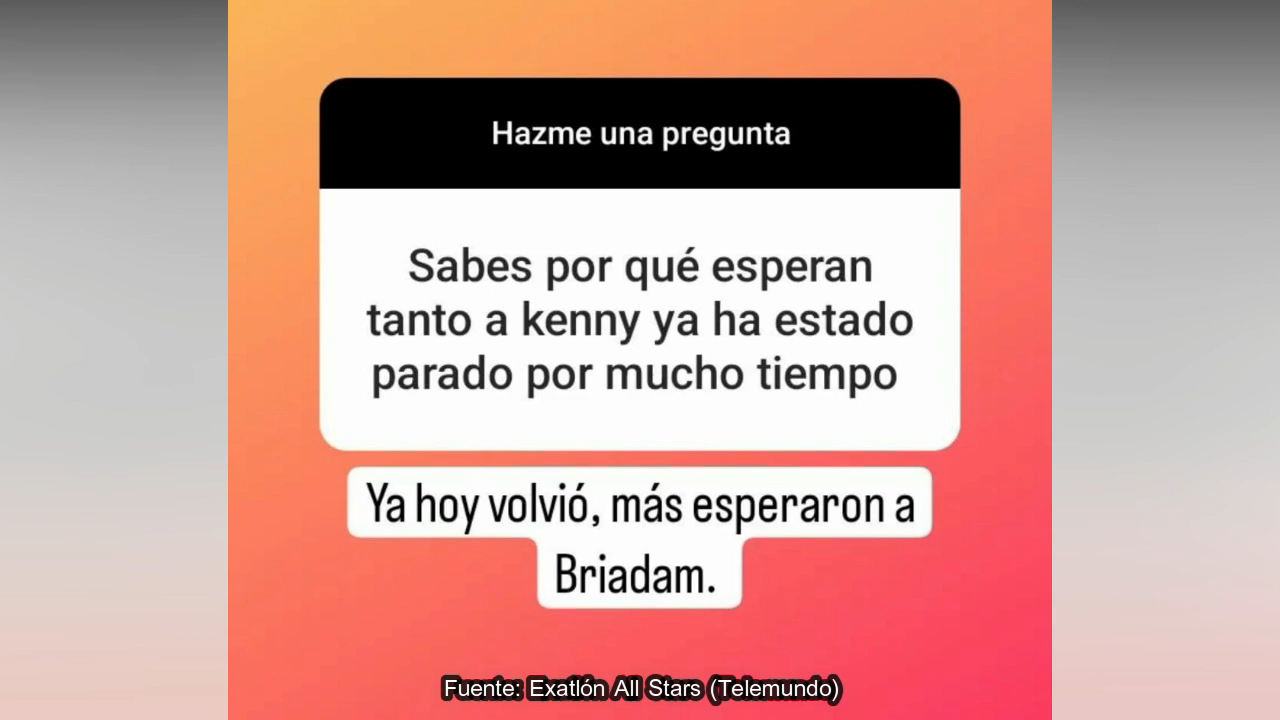 Hazme una pregunta
Sabes por qué esperan
tanto a kenny ya ha estado
parado por mucho tiempo
Ya hoy volvió, más esperaron a
Briadam.
Fuente: Exatlón All Stars (Telemundo)